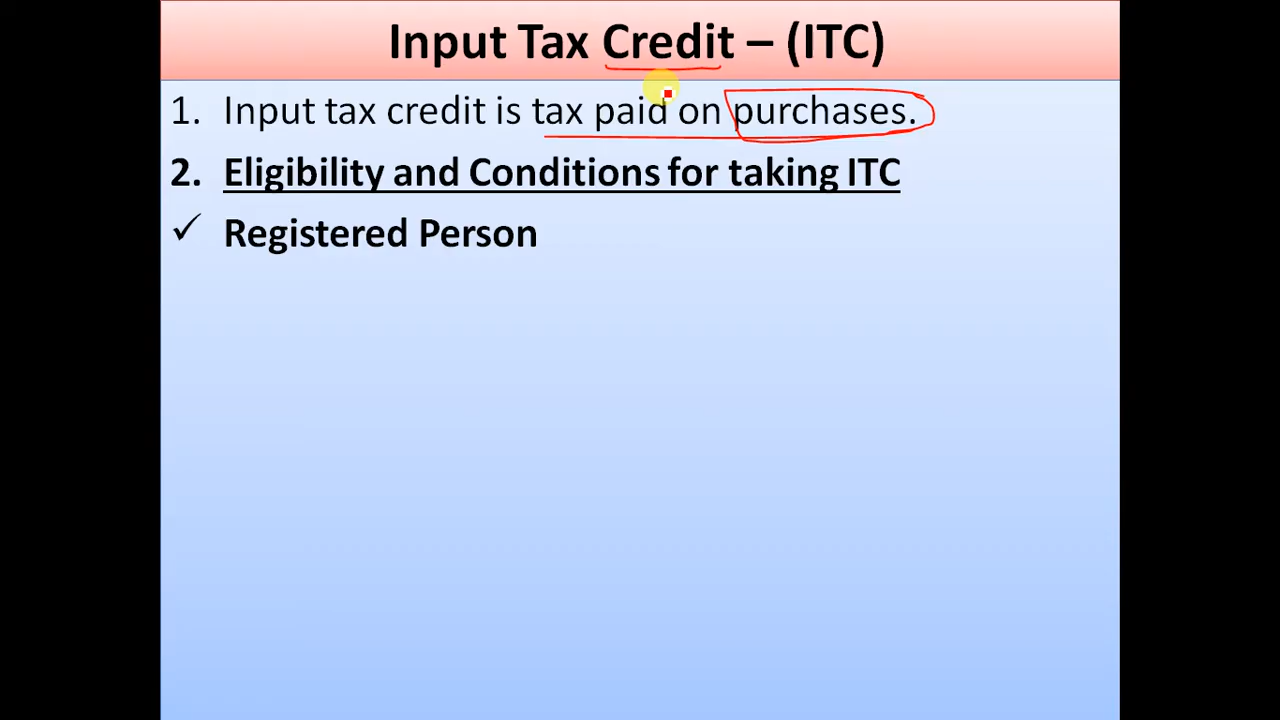 Input Tax Credit – (ITC)
1. Input tax credit is tax paid on purchases.
2. Eligibility and Conditions for taking ITC
✓ Registered Person